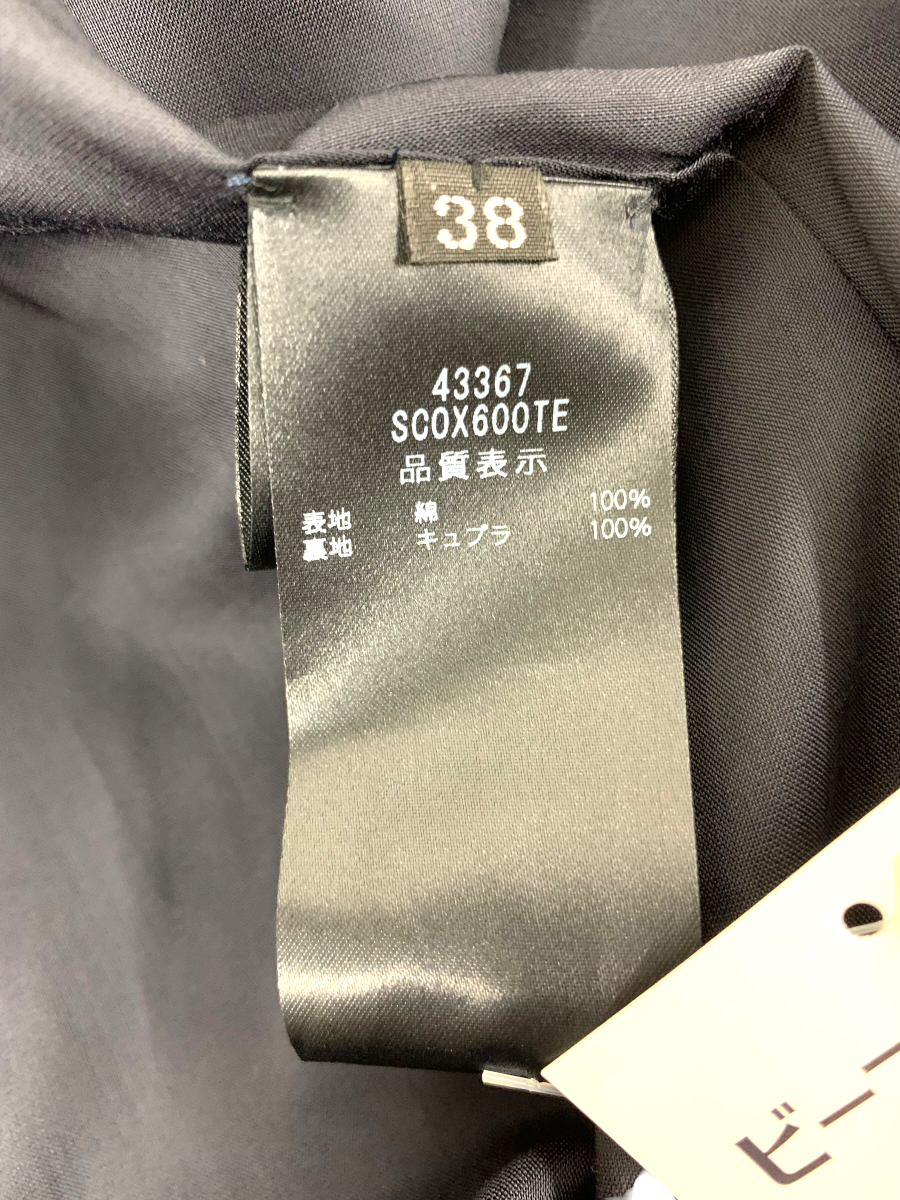 38
43367
SCOX600TE
品質表示
表地 綿 100%
裏地 キュプラ 100%
ビー